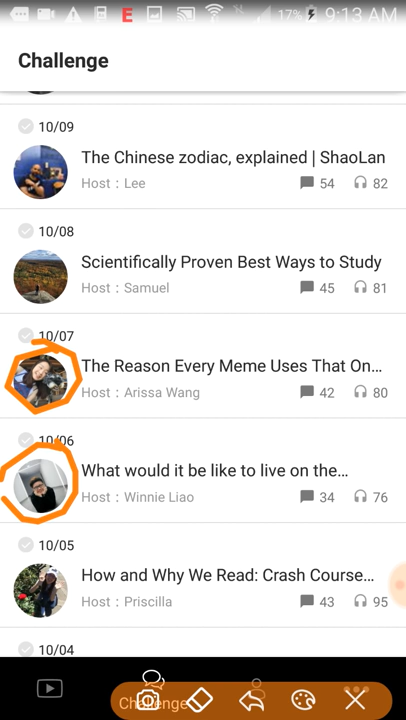 E 17% 9:13 AM
Challenge
10/09
The Chinese zodiac, explained | ShaoLan
Host : Lee 54 82
10/08
Scientifically Proven Best Ways to Study
Host : Samuel 45 81
10/07
The Reason Every Meme Uses That On...
Host : Arissa Wang 42 80
10/06
What would it be like to live on the...
Host : Winnie Liao 34 76
10/05
How and Why We Read: Crash Course...
Host : Priscilla 43 95
10/04
Challenge